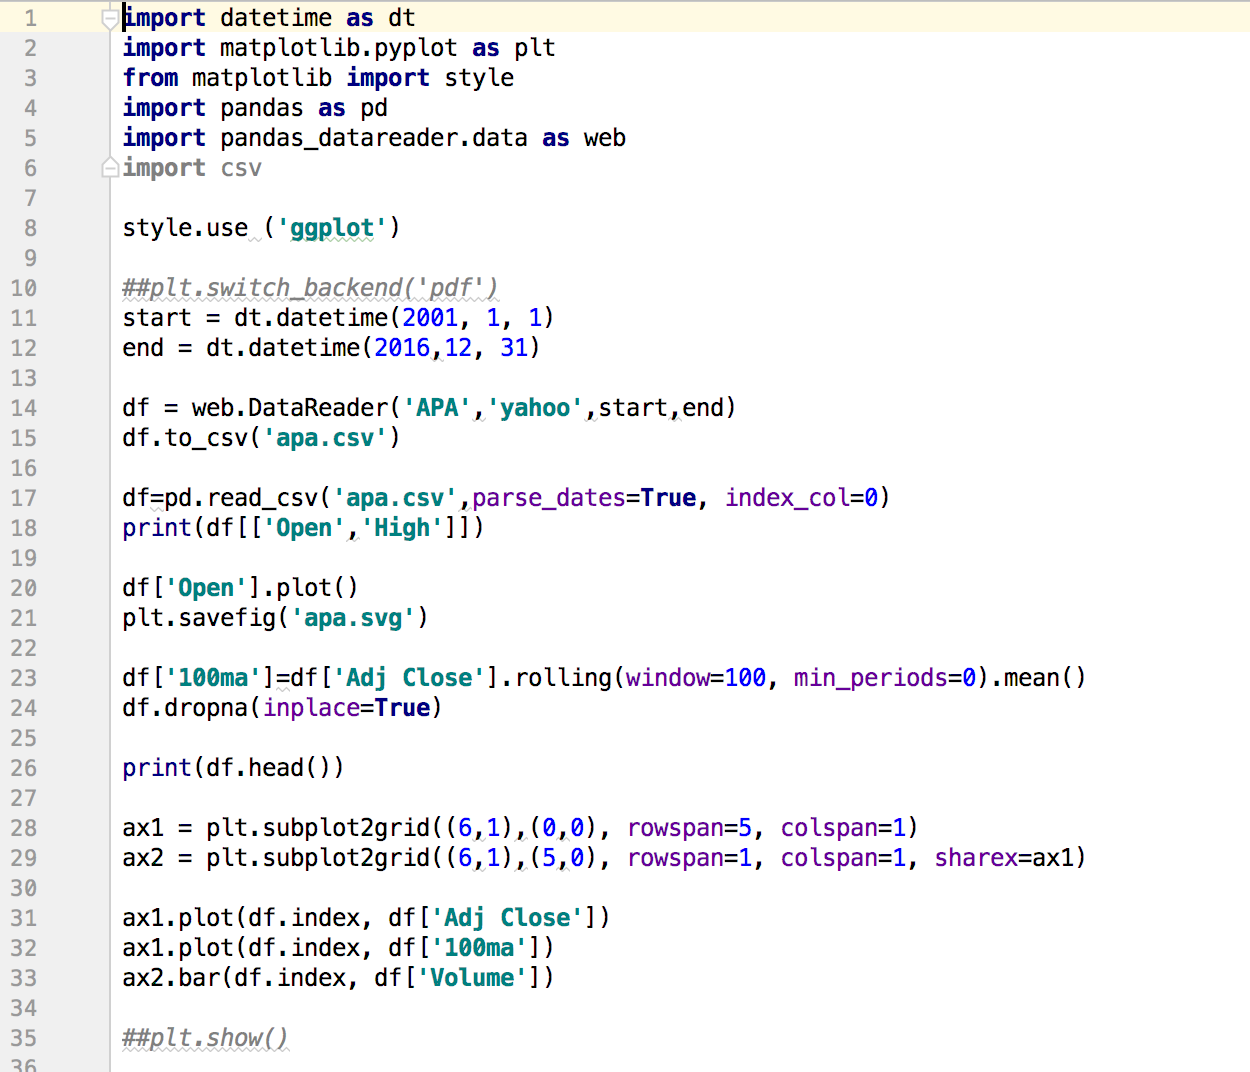 1 import datetime as dt
2 import matplotlib.pyplot as plt
3 from matplotlib import style
4 import pandas as pd
5 import pandas_datareader.data as web
6 import csv
7
8 style.use ('ggplot')
9
10 ##plt.switch_backend('pdf')
11 start = dt.datetime(2001, 1, 1)
12 end = dt.datetime(2016,12, 31)
13
14 df = web.DataReader('APA','yahoo',start,end)
15 df.to_csv('apa.csv')
16
17 df=pd.read_csv('apa.csv',parse_dates=True, index_col=0)
18 print(df[['Open','High']])
19
20 df['Open'].plot()
21 plt.savefig('apa.svg')
22
23 df['100ma']=df['Adj Close'].rolling(window=100, min_periods=0).mean()
24 df.dropna(inplace=True)
25
26 print(df.head())
27
28 ax1 = plt.subplot2grid((6,1),(0,0), rowspan=5, colspan=1)
29 ax2 = plt.subplot2grid((6,1),(5,0), rowspan=1, colspan=1, sharex=ax1)
30
31 ax1.plot(df.index, df['Adj Close'])
32 ax1.plot(df.index, df['100ma'])
33 ax2.bar(df.index, df['Volume'])
34
35 ##plt.show()
36